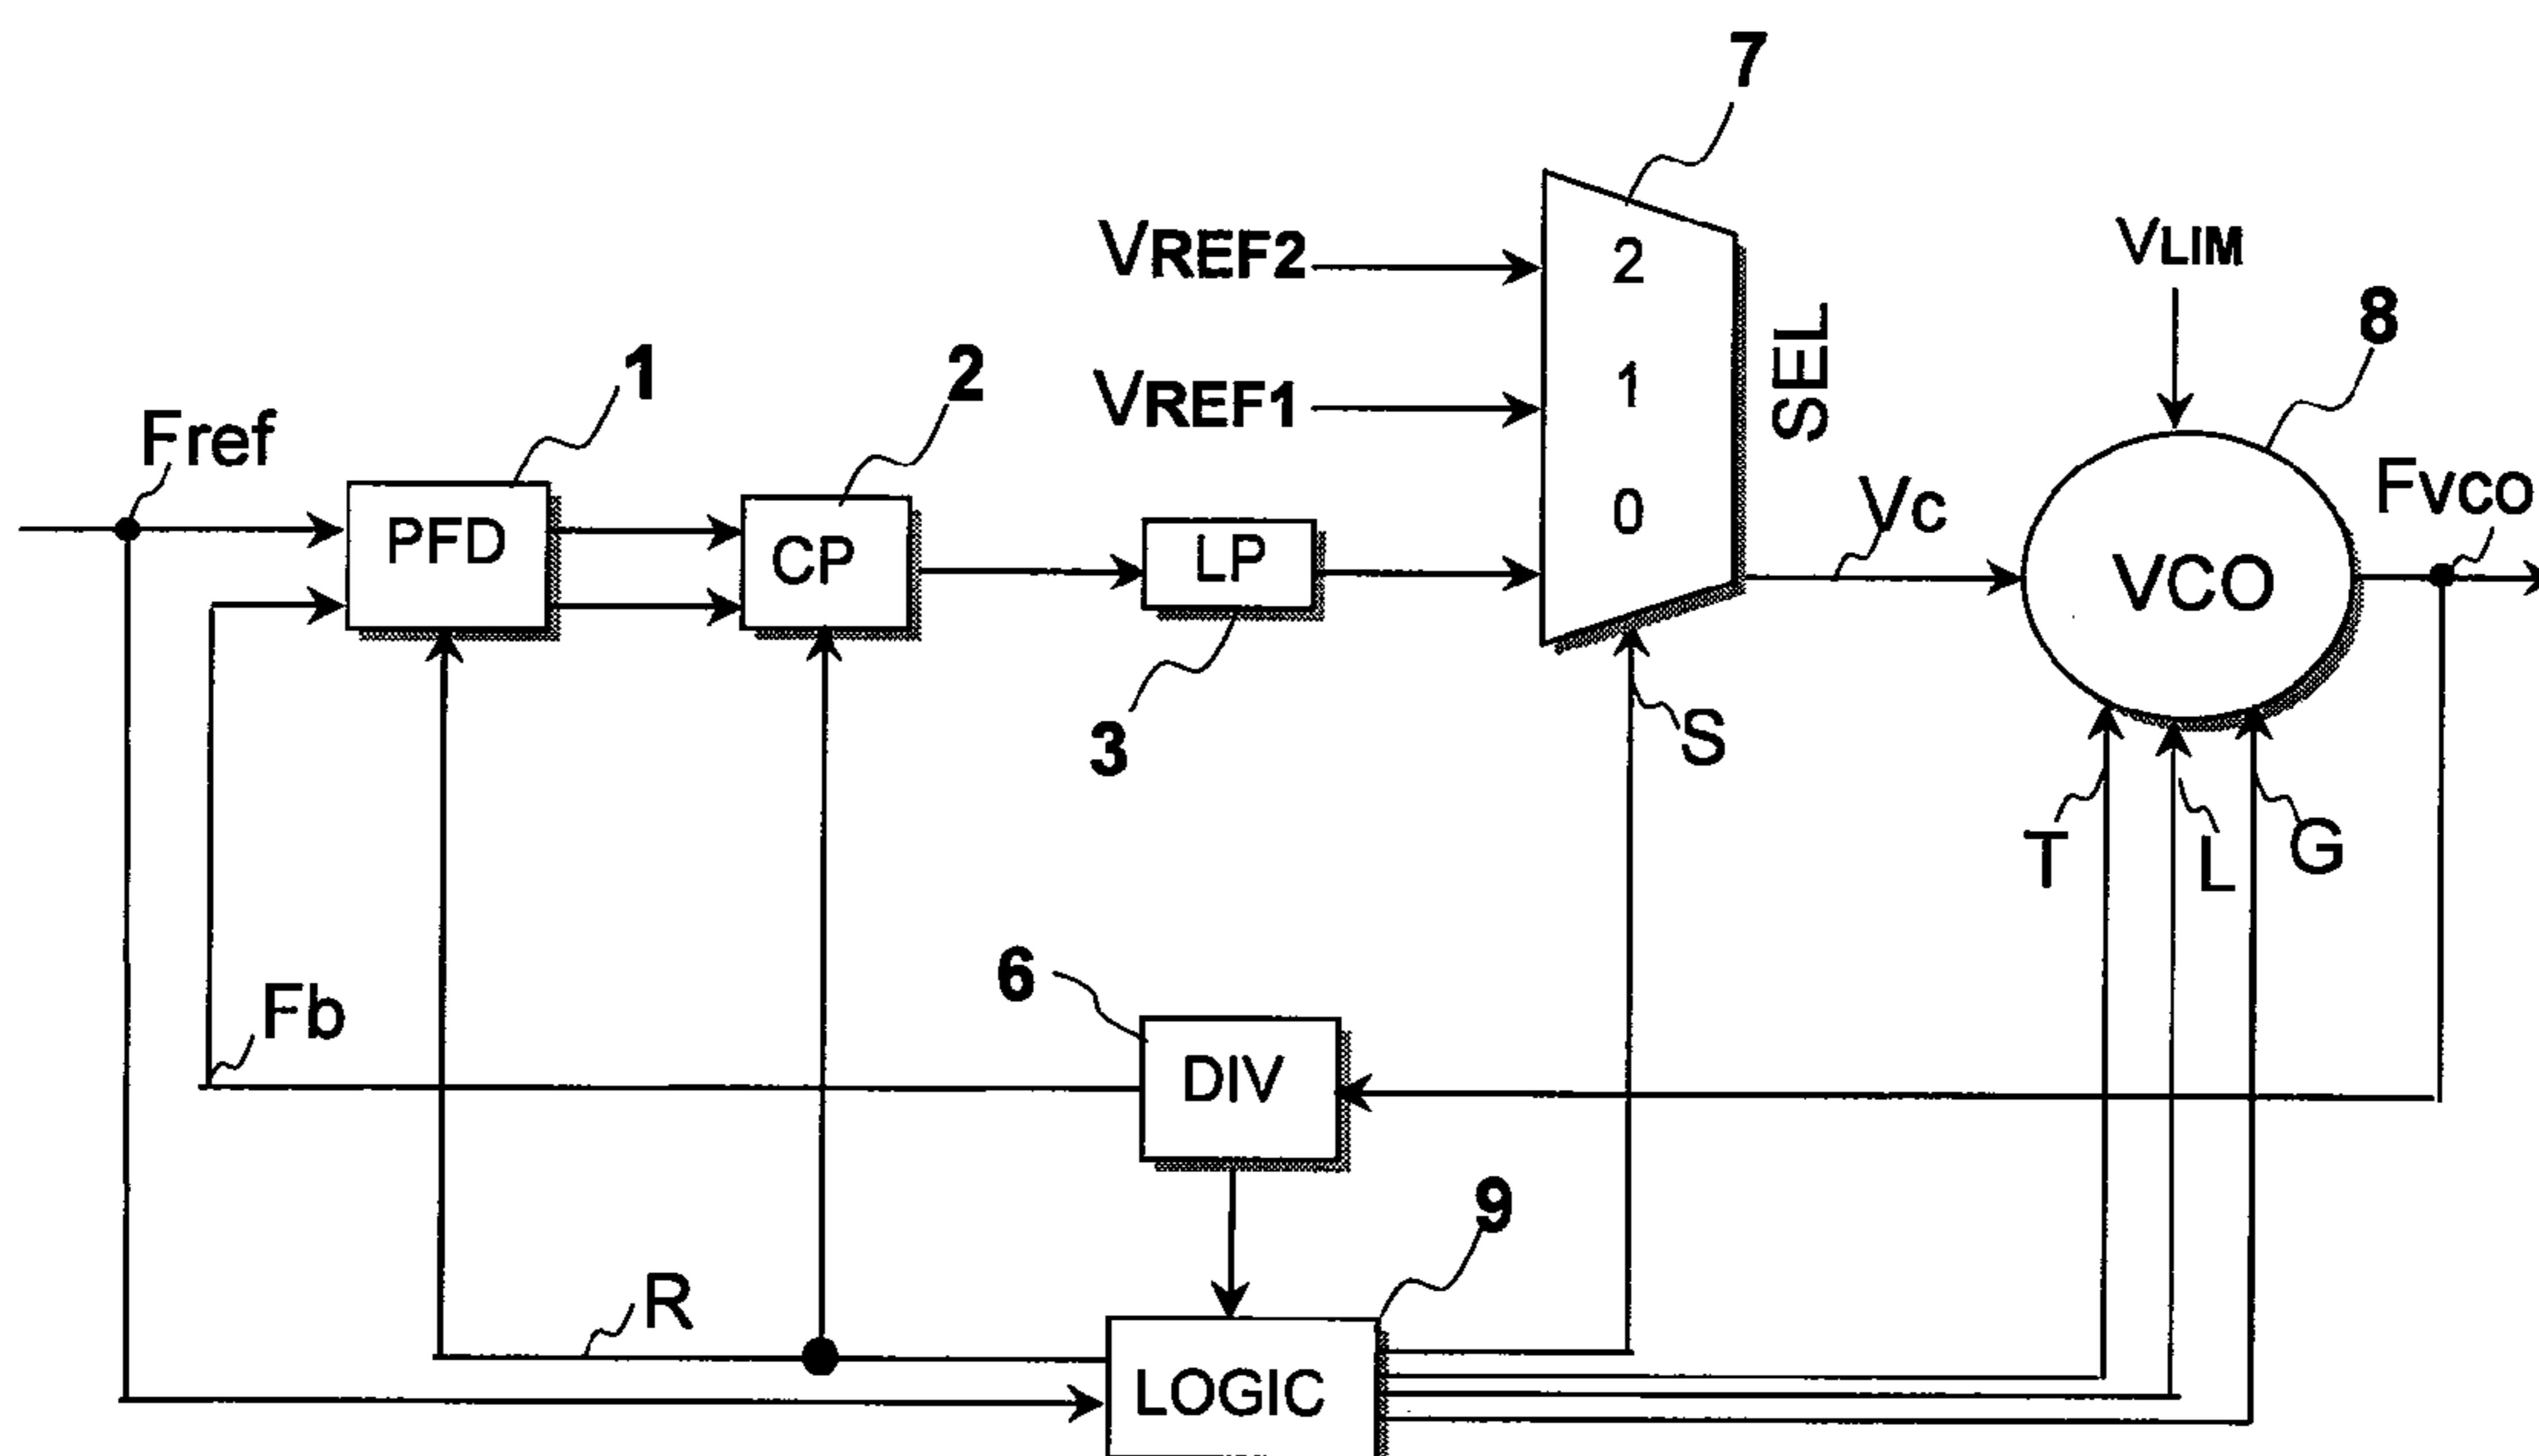 7
VREF2
2
VLIM
8
1
2
VREF1
1
SEL
Fref
0
Vc
Fvco
PFD
CP
LP
VCO
3
S
T
L
G
6
Fb
DIV
9
R
LOGIC